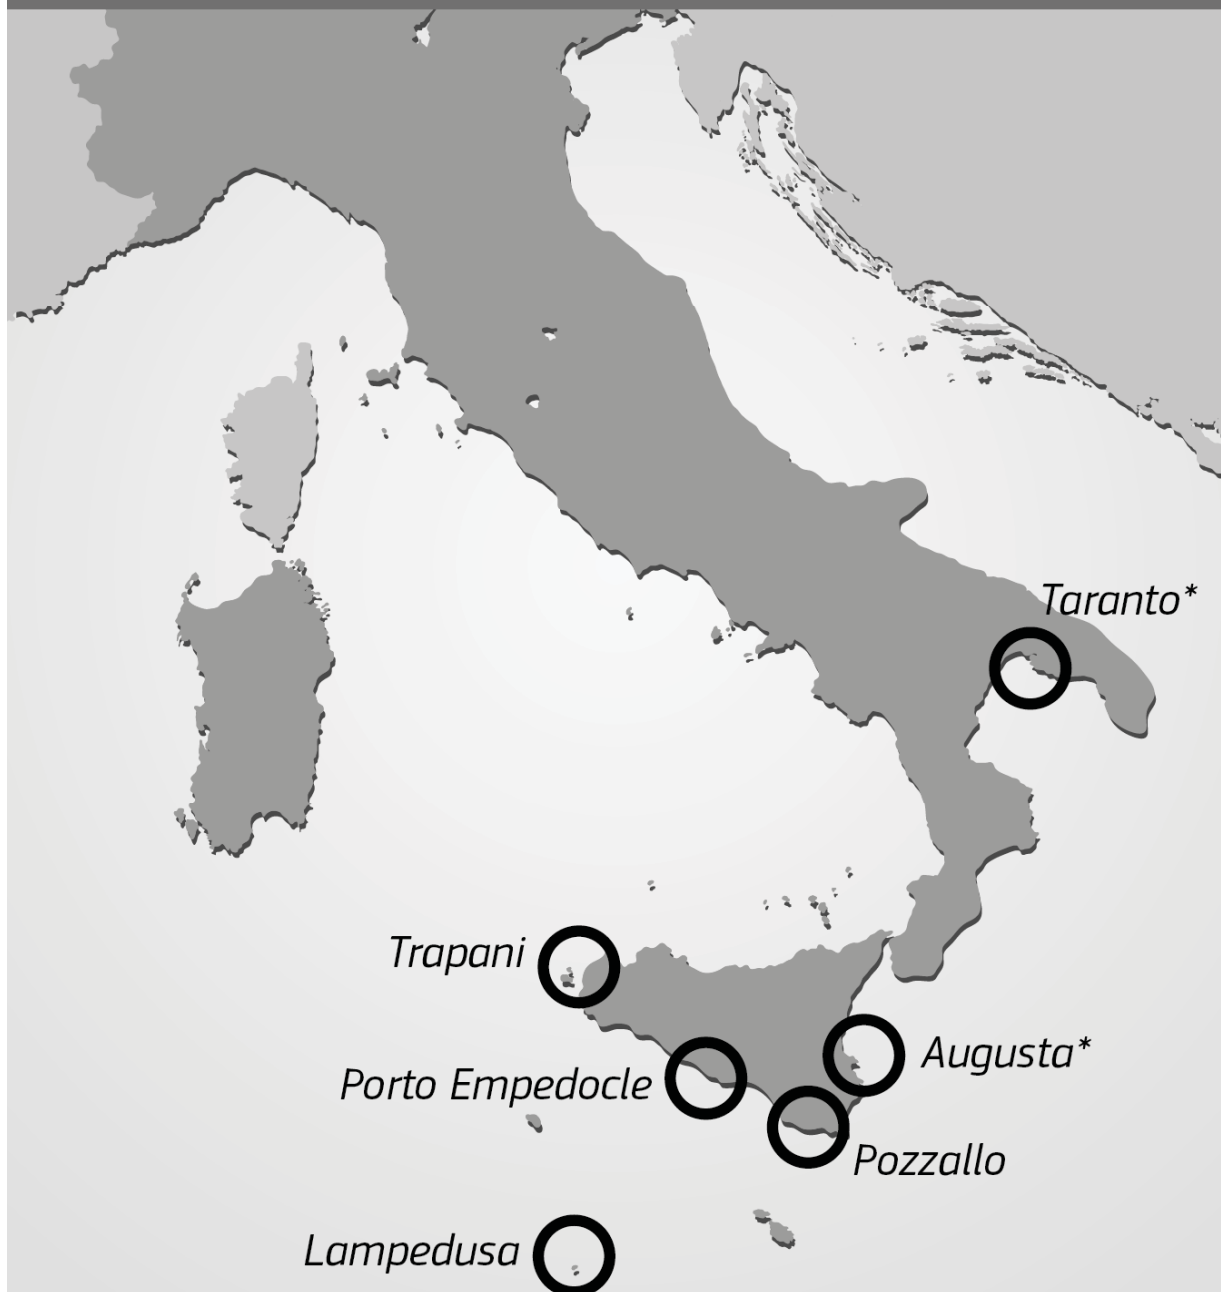 Taranto*
Trapani
Augusta*
Porto Empedocle
Pozzallo
Lampedusa